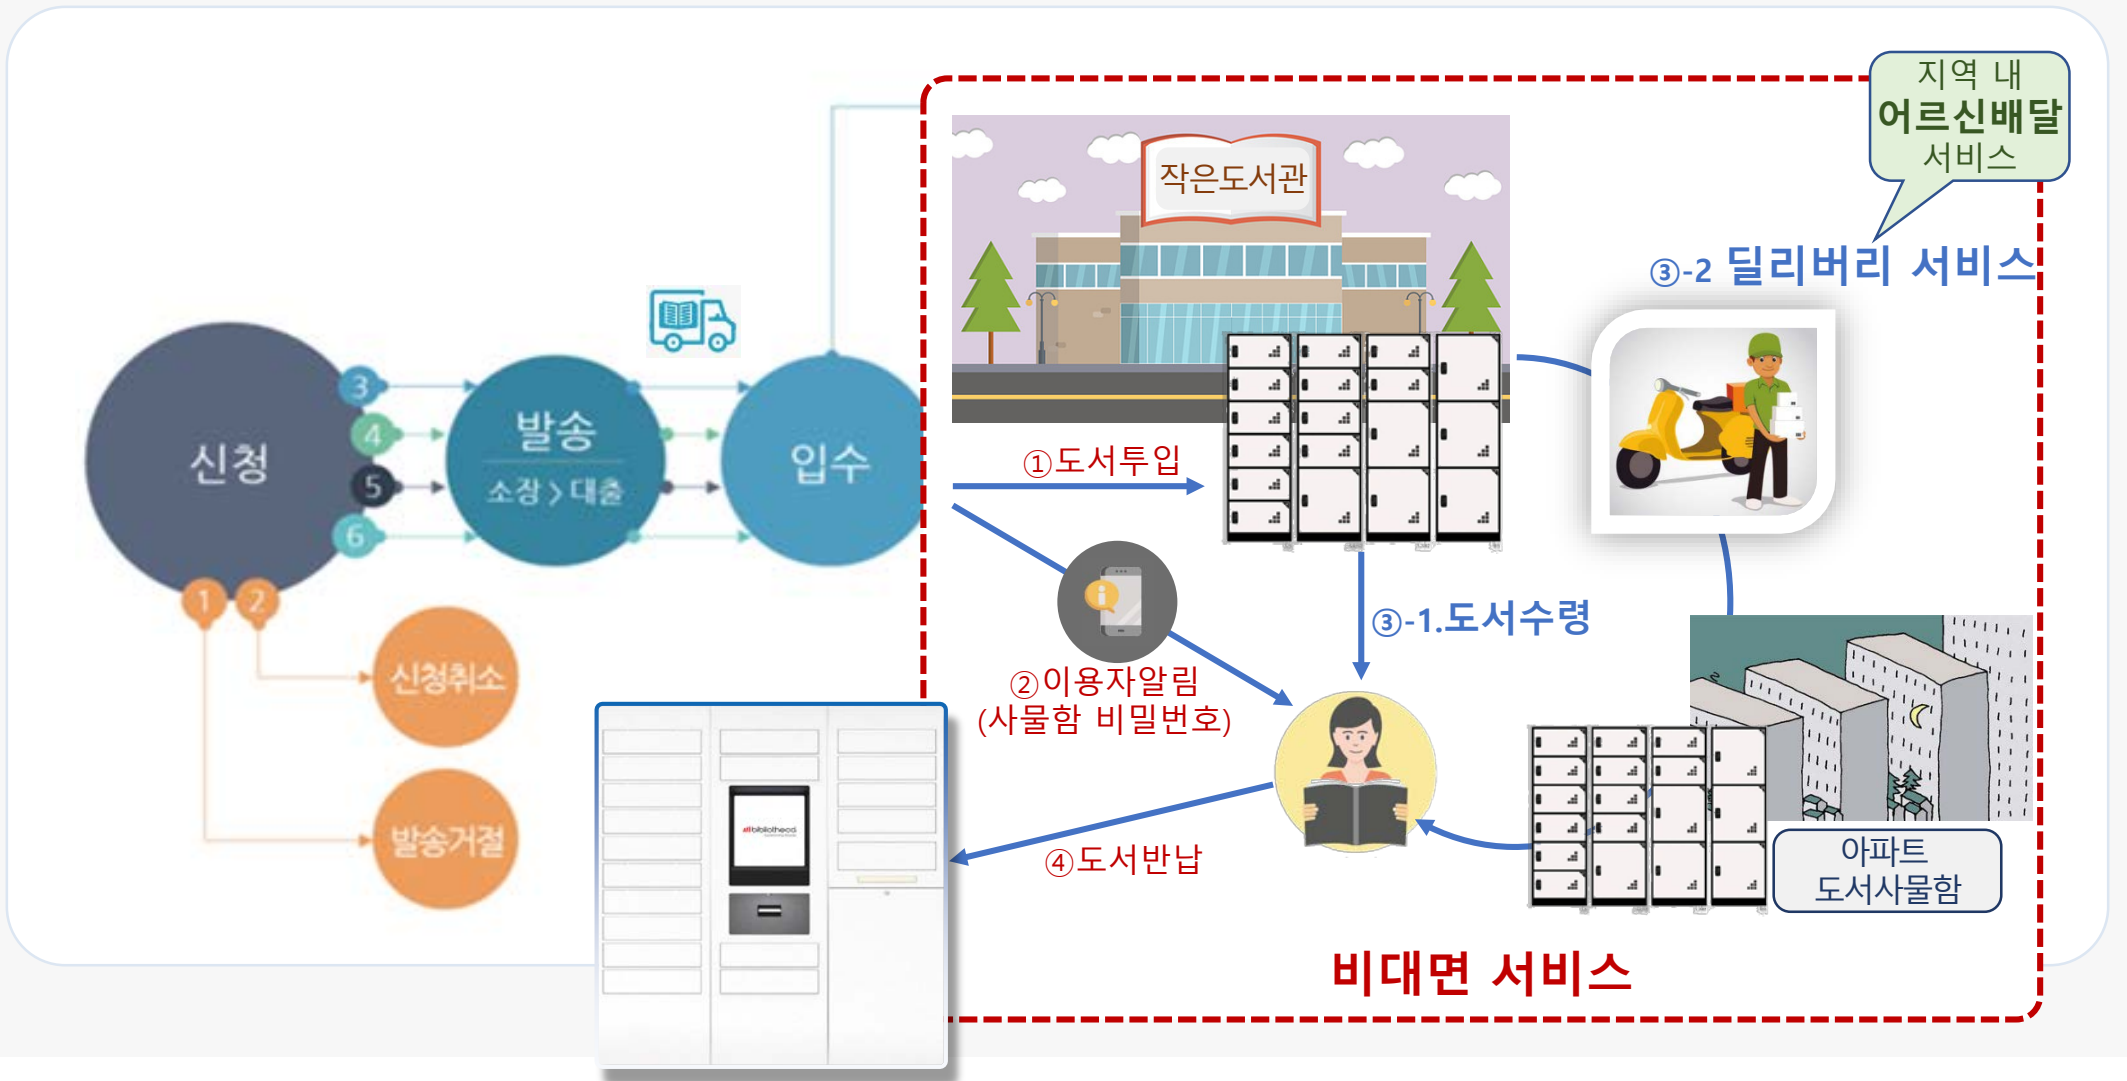 지역 내
어르신배달
서비스
작은도서관
③-2 딜리버리 서비스
신청
3
4
5
6
1
2
발송
소장 > 대출
입수
신청취소
발송거절
①도서투입
②이용자알림
(사물함 비밀번호)
③-1.도서수령
④도서반납
bibliotheca
아파트
도서사물함
비대면 서비스